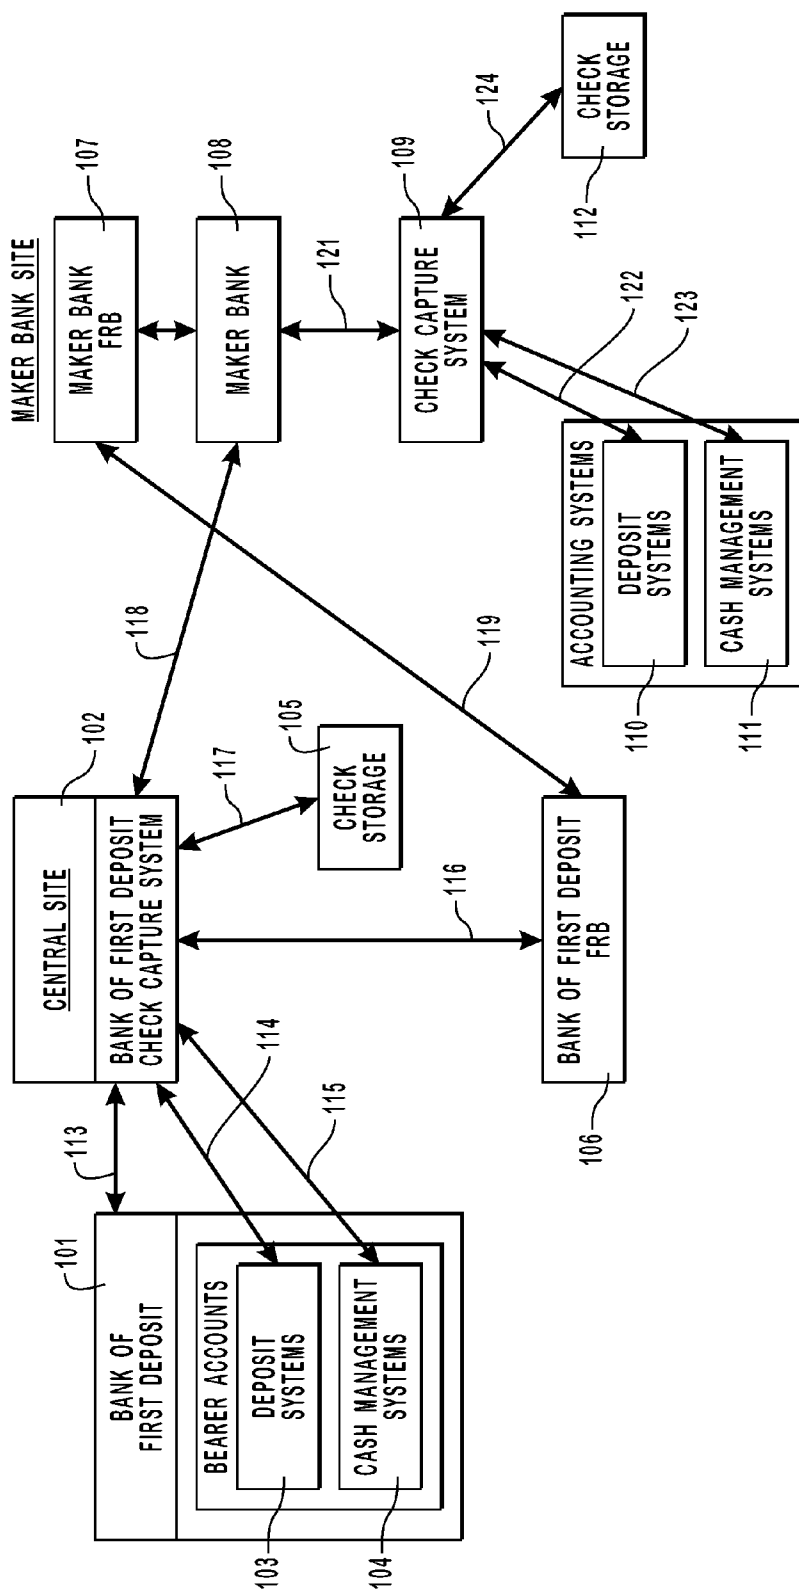 101
BANK OF
FIRST DEPOSIT
BEARER ACCOUNTS
DEPOSIT
SYSTEMS
103
CASH MANAGEMENT
SYSTEMS
104
113
114
115
CENTRAL SITE
102
BANK OF FIRST DEPOSIT
CHECK CAPTURE SYSTEM
117
105
CHECK
STORAGE
116
BANK OF FIRST DEPOSIT
FRB
106
118
119
MAKER BANK SITE
107
MAKER BANK
FRB
108
MAKER BANK
121
109
CHECK CAPTURE
SYSTEM
124
CHECK
STORAGE
112
122
123
ACCOUNTING SYSTEMS
DEPOSIT
SYSTEMS
110
CASH MANAGEMENT
SYSTEMS
111